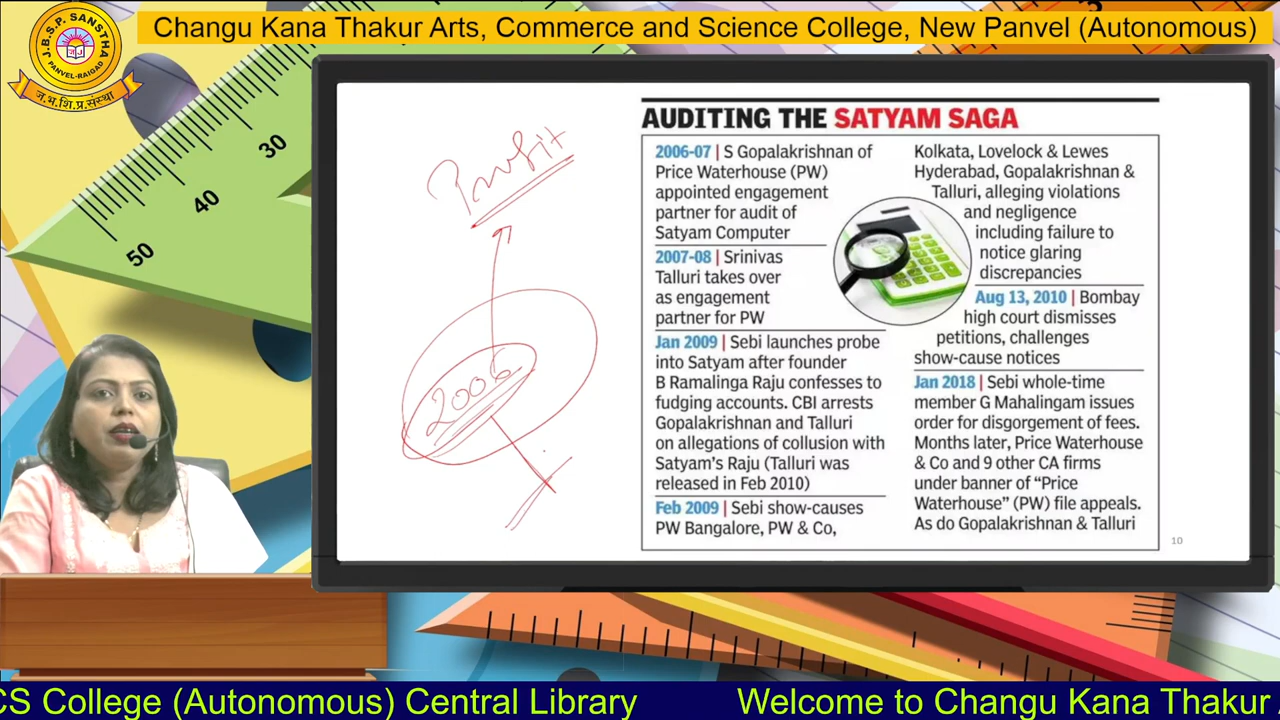 Changu Kana Thakur Arts, Commerce and Science College, New Panvel (Autonomous)
J.B.S.P. SANSTHA
PANVEL-RAIGAD
ज.भ.शि.प्र.संस्था
30
40
50
3
Profit
2006
AUDITING THE SATYAM SAGA
2006-07 | S Gopalakrishnan of
Price Waterhouse (PW)
appointed engagement
partner for audit of
Satyam Computer
2007-08 | Srinivas
Talluri takes over
as engagement
partner for PW
Jan 2009 | Sebi launches probe
into Satyam after founder
B Ramalinga Raju confesses to
fudging accounts. CBI arrests
Gopalakrishnan and Talluri
on allegations of collusion with
Satyam's Raju (Talluri was
released in Feb 2010)
Feb 2009 | Sebi show-causes
PW Bangalore, PW & Co,
Kolkata, Lovelock & Lewes
Hyderabad, Gopalakrishnan &
Talluri, alleging violations
and negligence
including failure to
notice glaring
discrepancies
Aug 13, 2010 | Bombay
high court dismisses
petitions, challenges
show-cause notices
Jan 2018 | Sebi whole-time
member G Mahalingam issues
order for disgorgement of fees.
Months later, Price Waterhouse
& Co and 9 other CA firms
under banner of "Price
Waterhouse" (PW) file appeals.
As do Gopalakrishnan & Talluri
10
CS College (Autonomous) Central Library
Welcome to Changu Kana Thakur